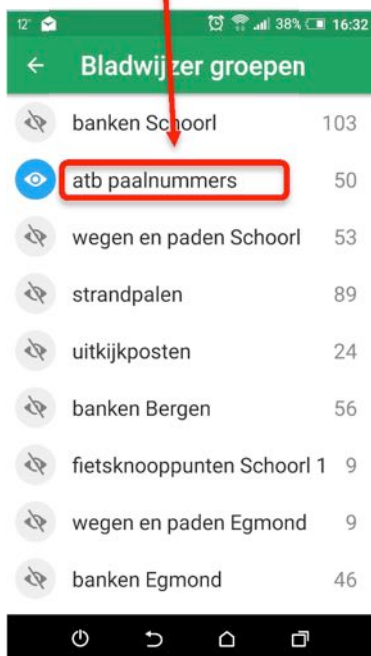 12° 38% 16:32
Bladwijzer groepen
banken Schoorl 103
atb paalnummers 50
wegen en paden Schoorl 53
strandpalen 89
uitkijkposten 24
banken Bergen 56
fietsknooppunten Schoorl 1 9
wegen en paden Egmond 9
banken Egmond 46